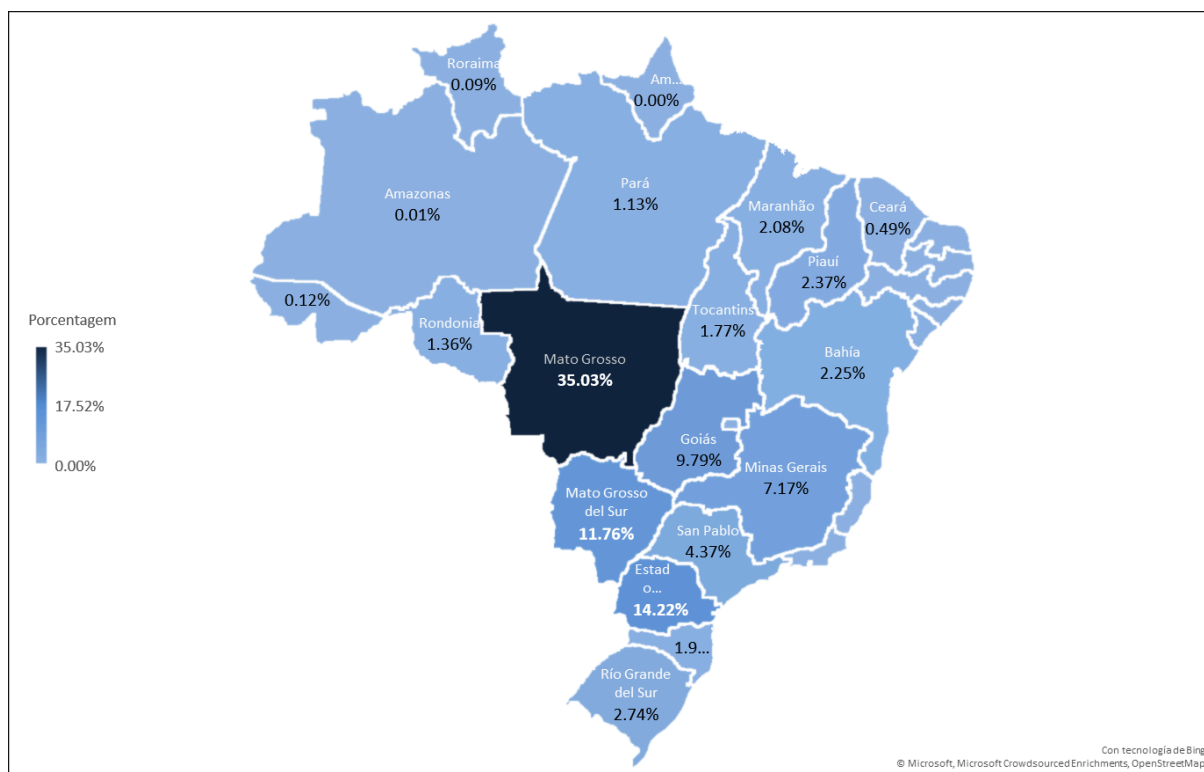 Roraima
0.09%
Am...
0.00%
Amazonas
0.01%
Pará
1.13%
Maranhão
2.08%
Ceará
0.49%
Piauí
2.37%
0.12%
Rondonia
1.36%
Tocantins
1.77%
Porcentagem
35.03%
17.52%
0.00%
Mato Grosso
35.03%
Bahía
2.25%
Goiás
9.79%
Minas Gerais
7.17%
Mato Grosso
del Sur
11.76%
San Pablo
4.37%
Estad
o...
14.22%
1.9...
Río Grande
del Sur
2.74%
Con tecnología de Bing
© Microsoft, Microsoft Crowdsourced Enrichments, OpenStreetMap